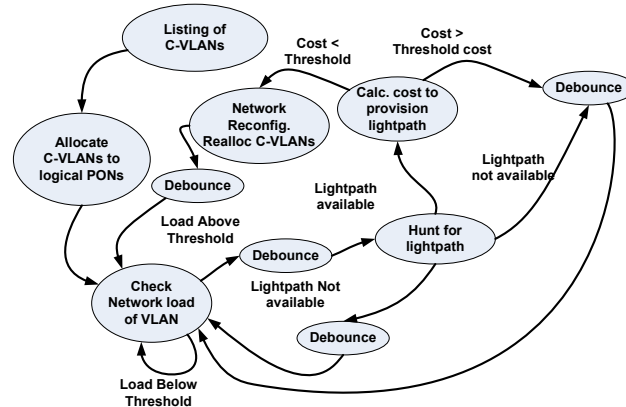 Listing of
C-VLANs
Cost <
Threshold
Cost >
Threshold cost
Network
Reconfig.
Realloc C-VLANs
Calc. cost to
provision
lightpath
Debounce
Allocate
C-VLANs to
logical PONs
Debounce
Lightpath
available
Lightpath
not available
Load Above
Threshold
Debounce
Hunt for
lightpath
Check
Network load
of VLAN
Lightpath Not
available
Debounce
Load Below
Threshold